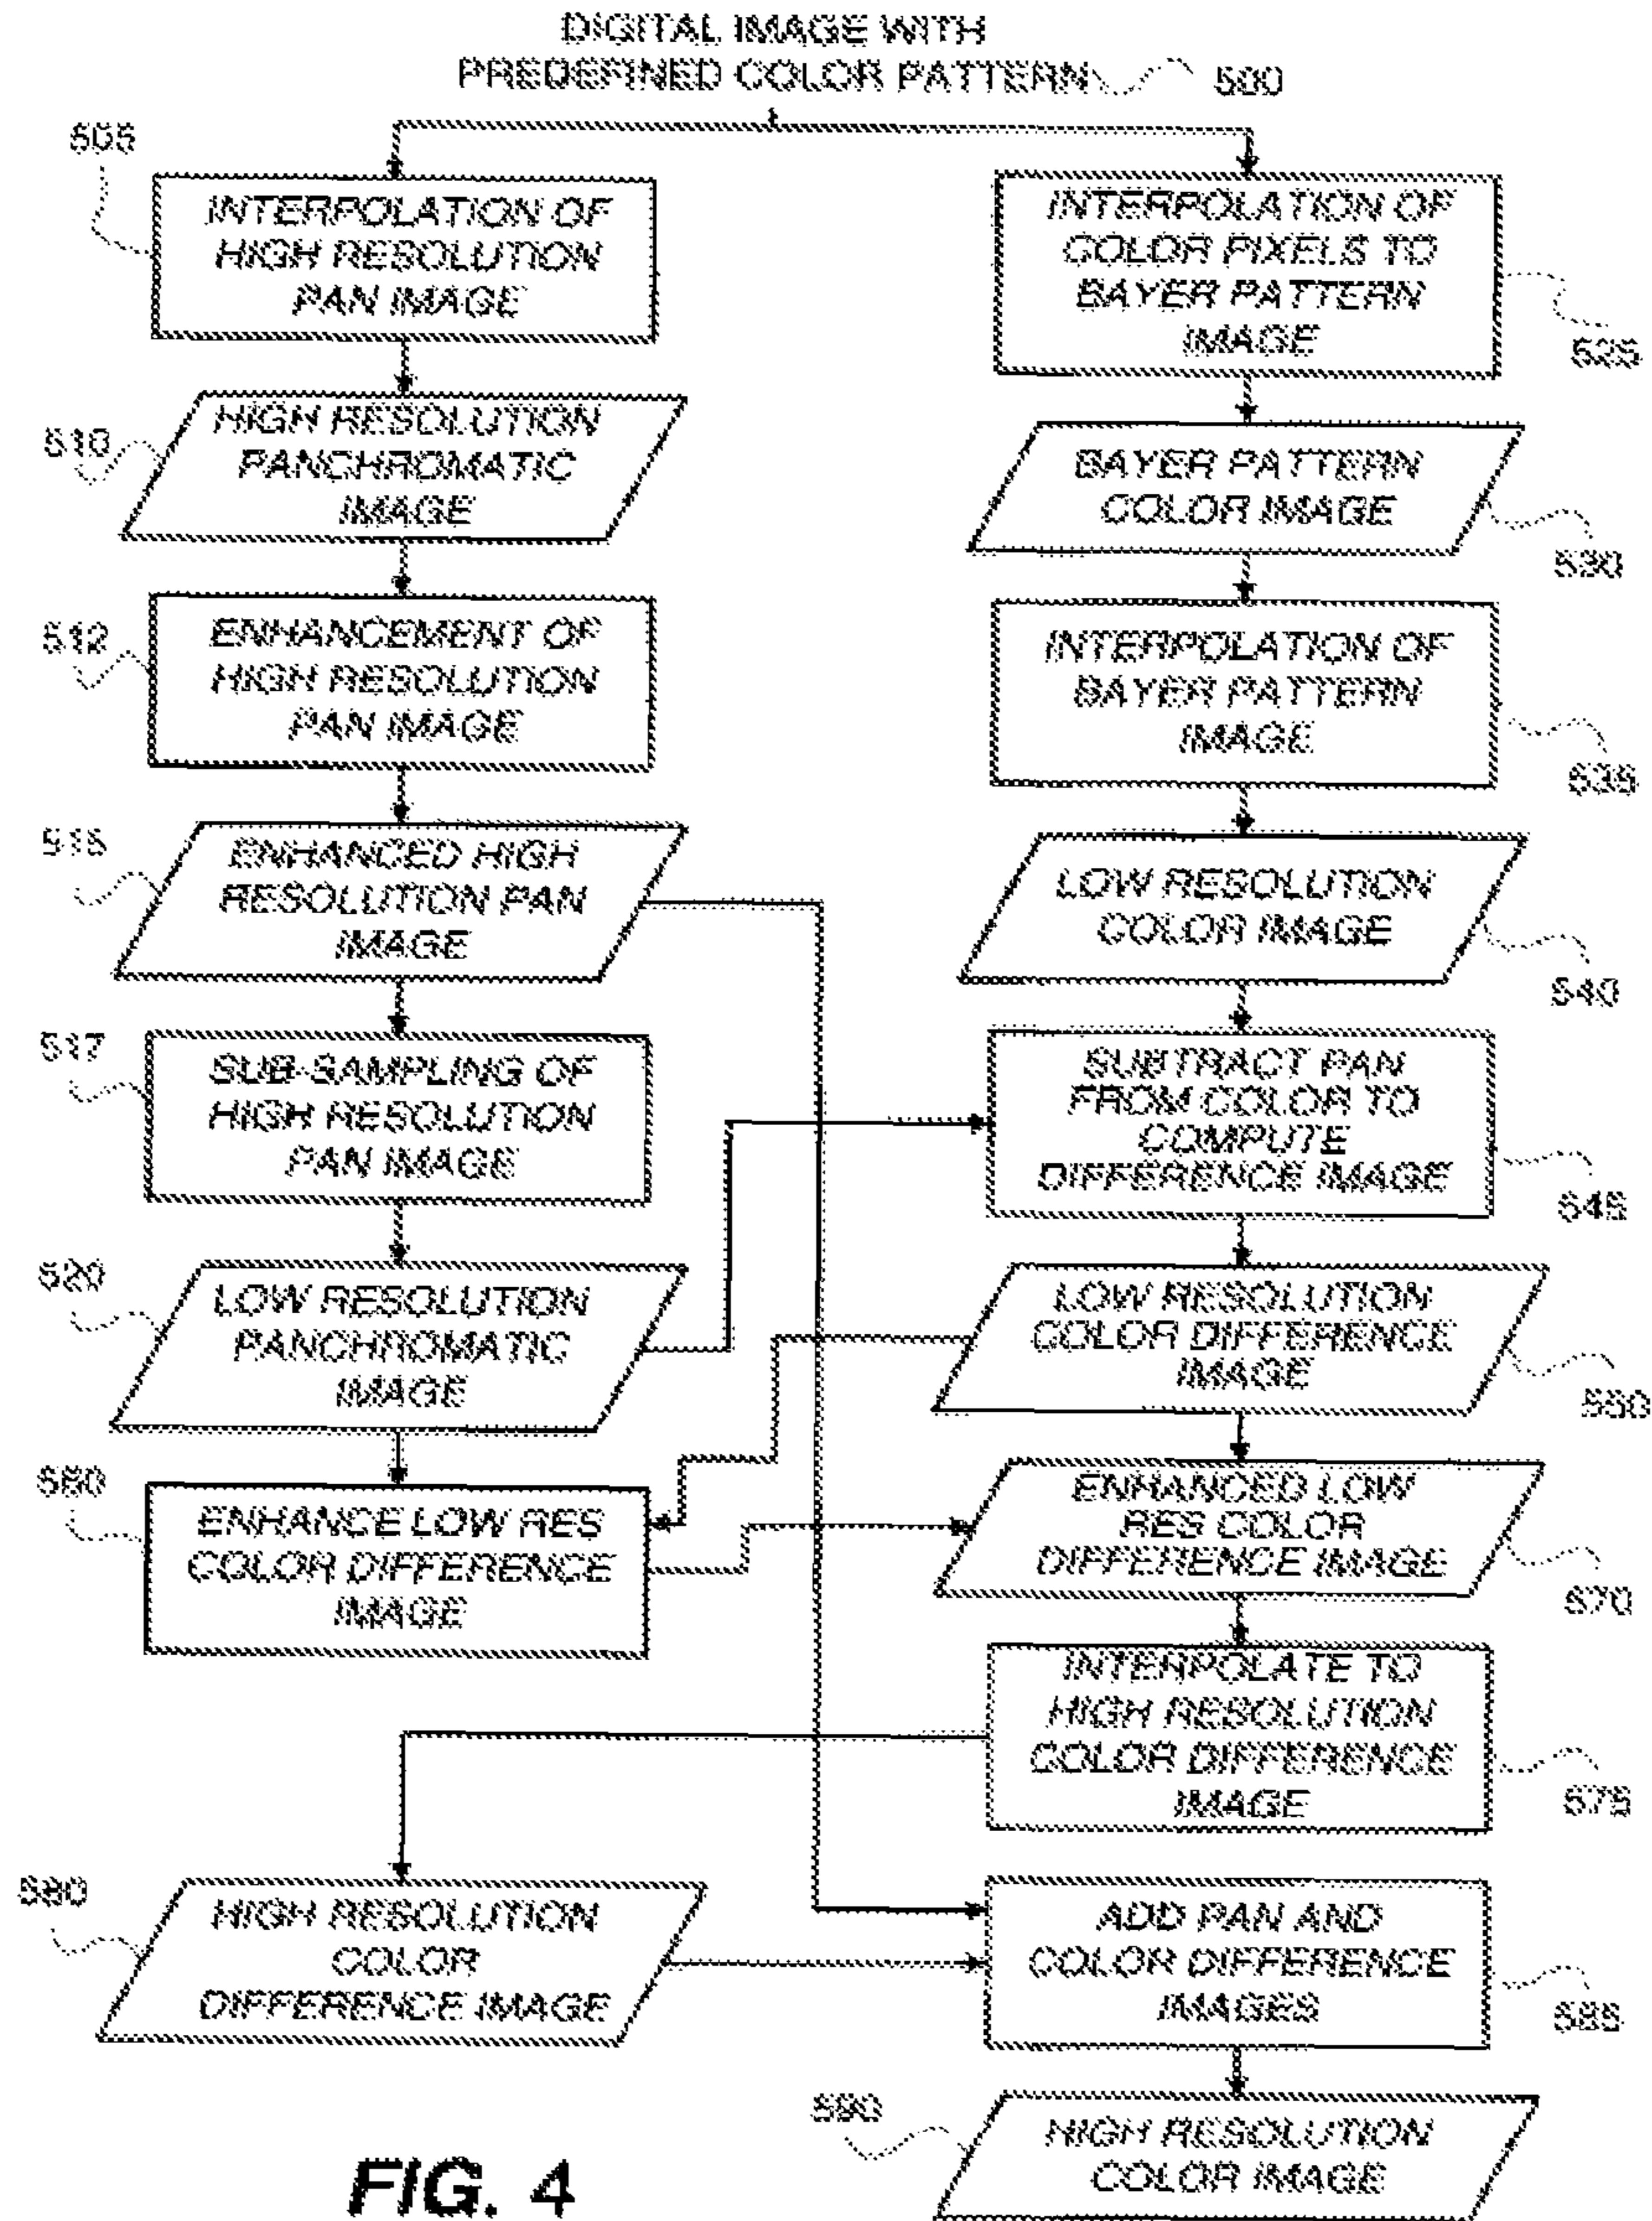 DIGITAL IMAGE WITH
PREDEFINED COLOR PATTERN
500
505
INTERPOLATION OF
HIGH RESOLUTION
PAN IMAGE
INTERPOLATION OF
COLOR PIXELS TO
BAYER PATTERN
IMAGE
525
510
HIGH RESOLUTION
PANCHROMATIC
IMAGE
BAYER PATTERN
COLOR IMAGE
530
512
ENHANCEMENT OF
HIGH RESOLUTION
PAN IMAGE
INTERPOLATION OF
BAYER PATTERN
IMAGE
535
515
ENHANCED HIGH
RESOLUTION PAN
IMAGE
LOW RESOLUTION
COLOR IMAGE
540
517
SUB-SAMPLING OF
HIGH RESOLUTION
PAN IMAGE
SUBTRACT PAN
FROM COLOR TO
COMPUTE
DIFFERENCE IMAGE
545
520
LOW RESOLUTION
PANCHROMATIC
IMAGE
LOW RESOLUTION
COLOR DIFFERENCE
IMAGE
550
560
ENHANCE LOW RES
COLOR DIFFERENCE
IMAGE
ENHANCED LOW
RES COLOR
DIFFERENCE IMAGE
570
INTERPOLATE TO
HIGH RESOLUTION
COLOR DIFFERENCE
IMAGE
575
580
HIGH RESOLUTION
COLOR
DIFFERENCE IMAGE
ADD PAN AND
COLOR DIFFERENCE
IMAGES
585
590
HIGH RESOLUTION
COLOR IMAGE
FIG. 4